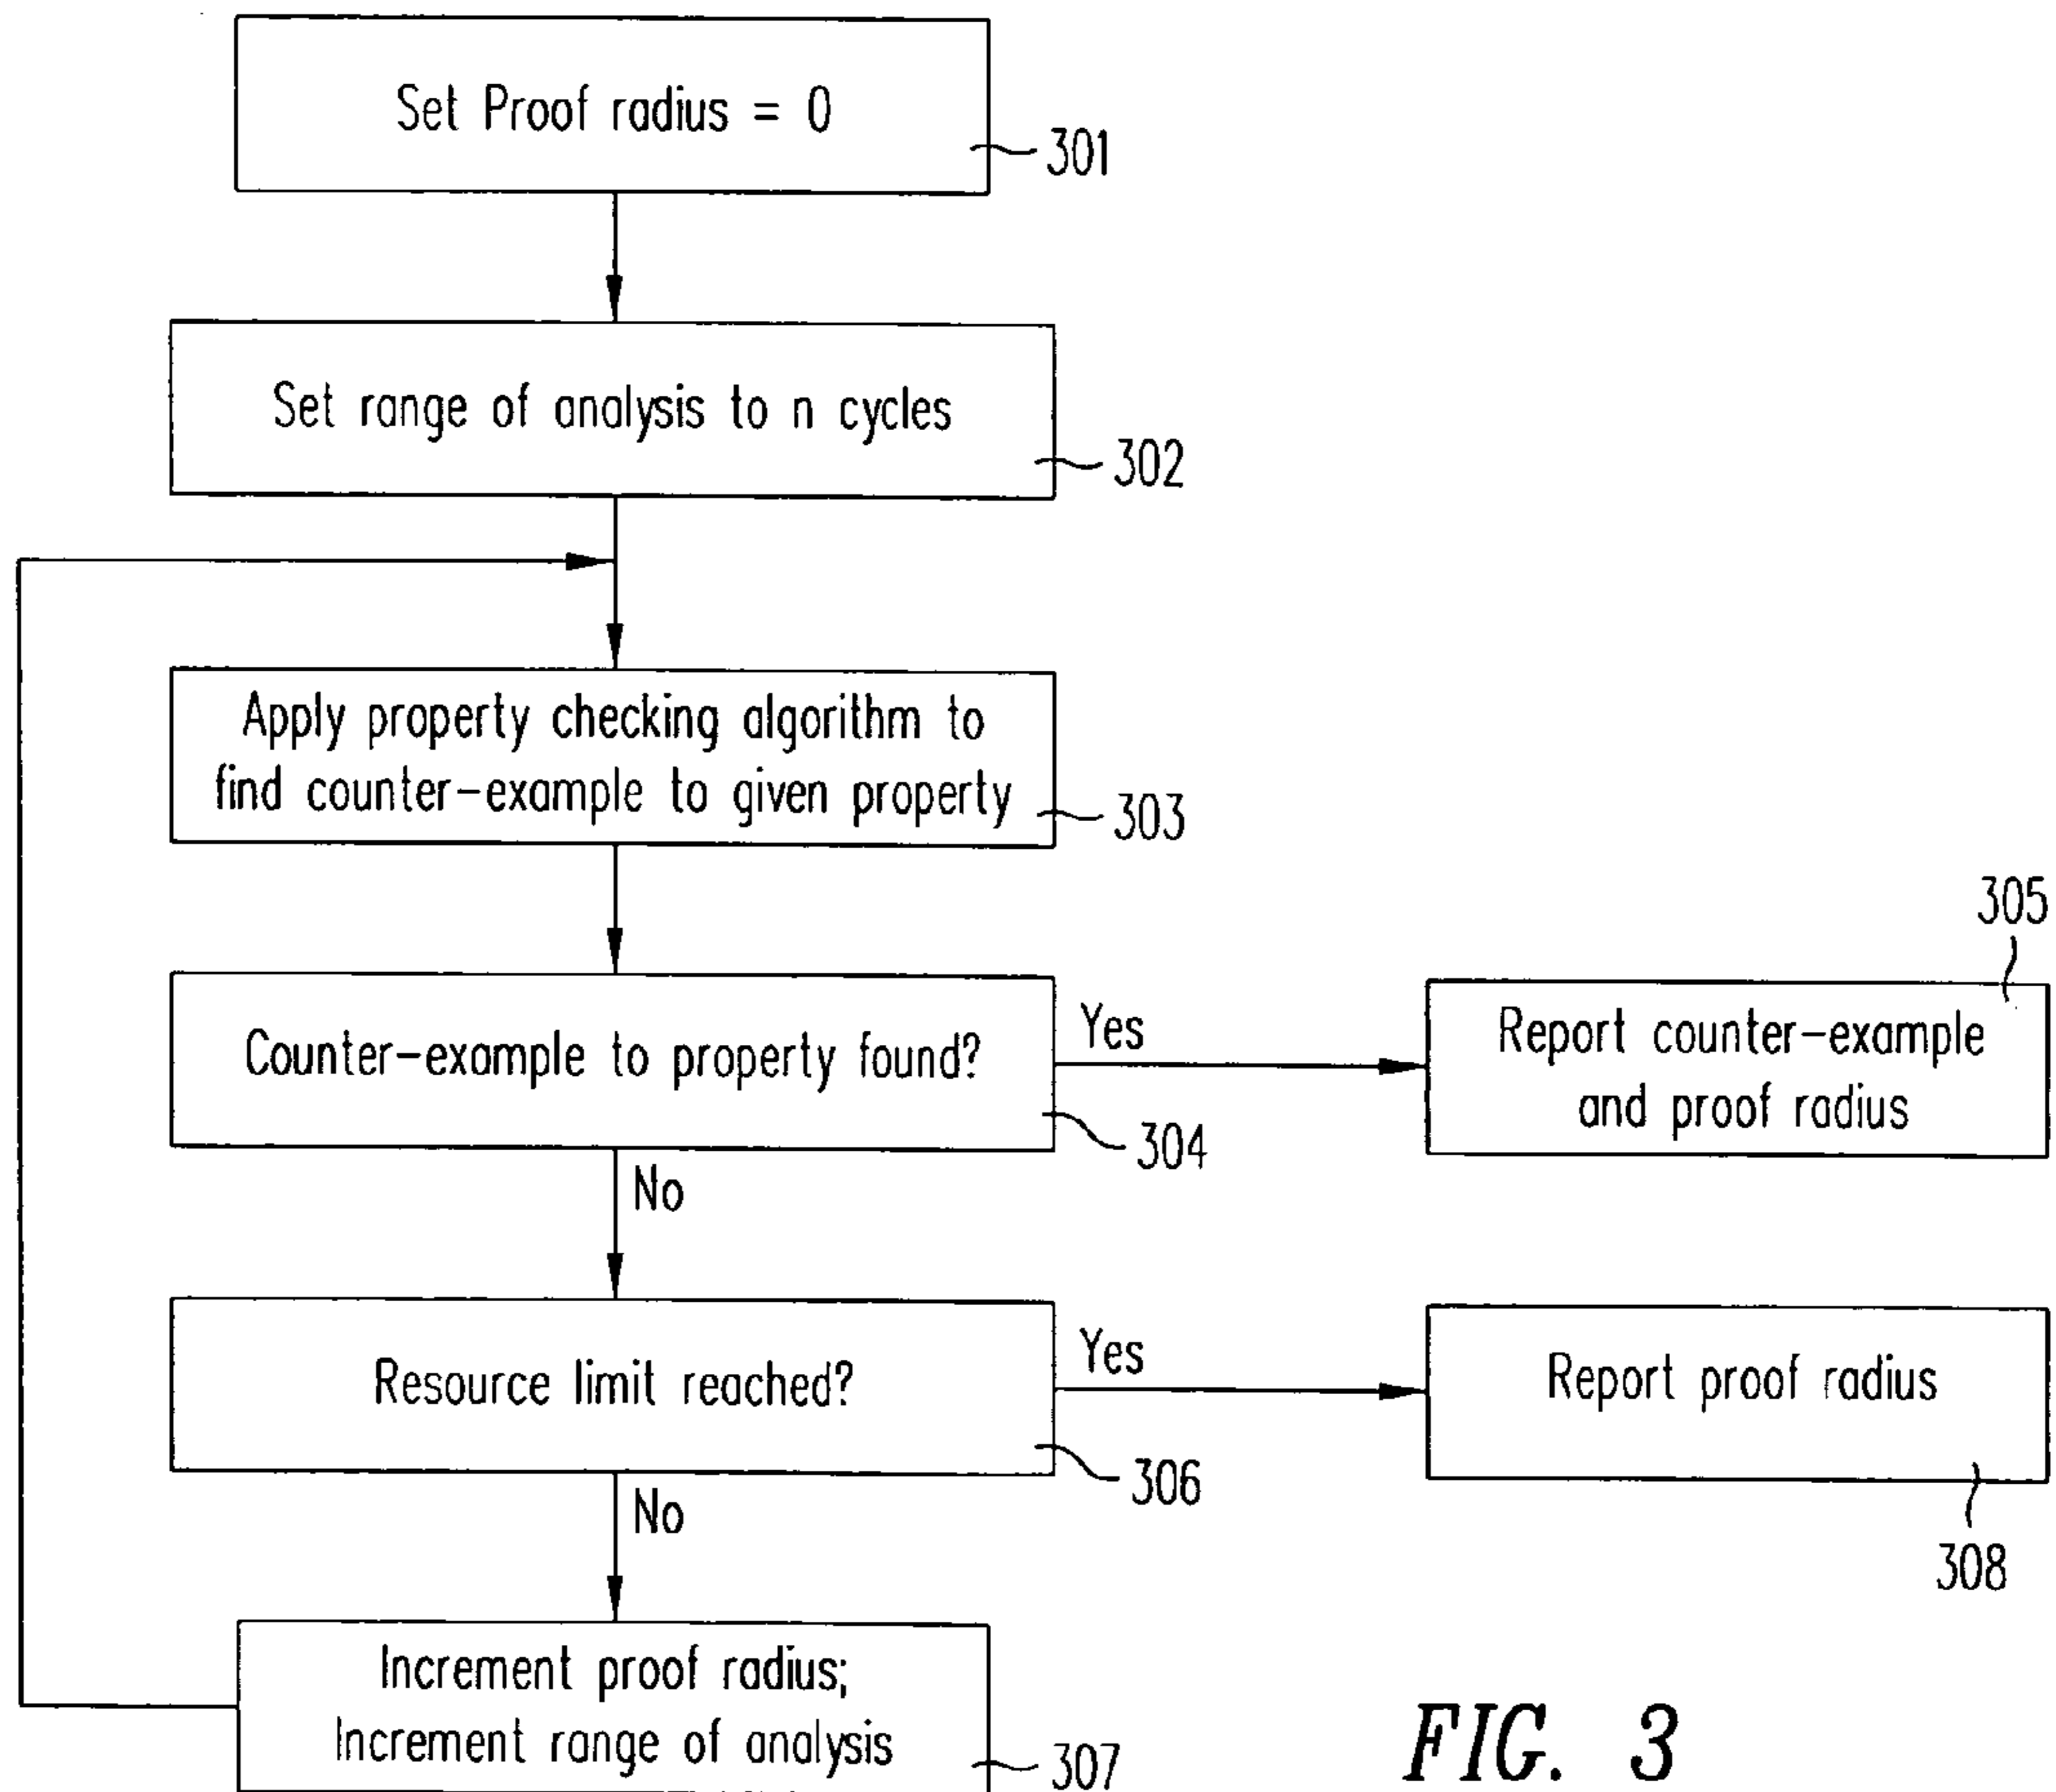 Set Proof radius = 0
301
Set range of analysis to n cycles
302
Apply property checking algorithm to
find counter-example to given property
303
305
Counter-example to property found?
Yes
Report counter-example
and proof radius
304
No
Resource limit reached?
Yes
Report proof radius
306
No
308
Increment proof radius;
Increment range of analysis
307
FIG. 3